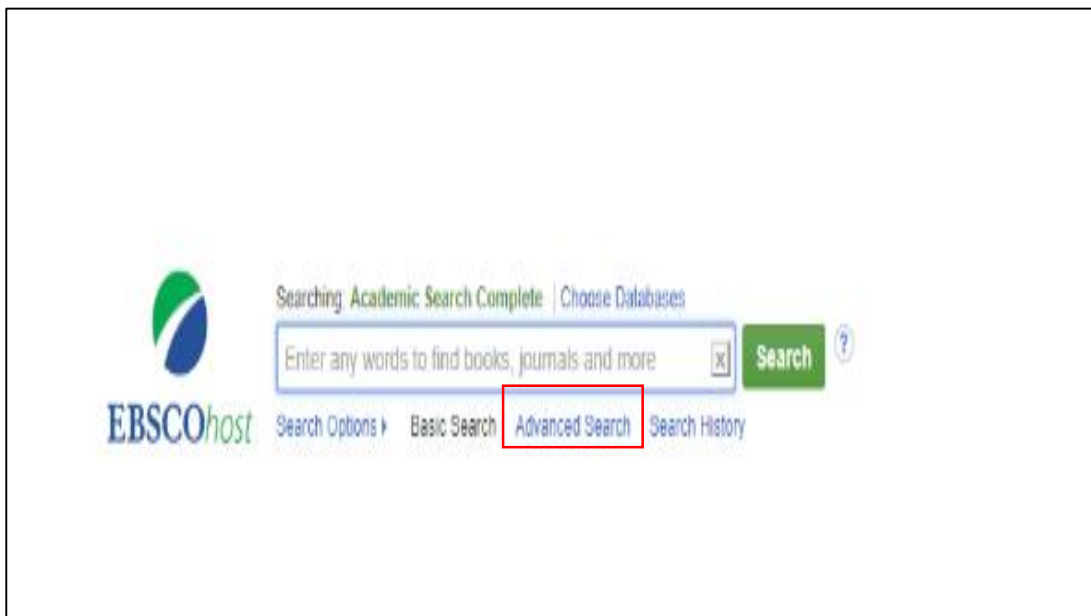 Searching: Academic Search Complete | Choose Databases
Enter any words to find books, journals and more x Search ?
EBSCOhost
Search Options Basic Search Advanced Search Search History